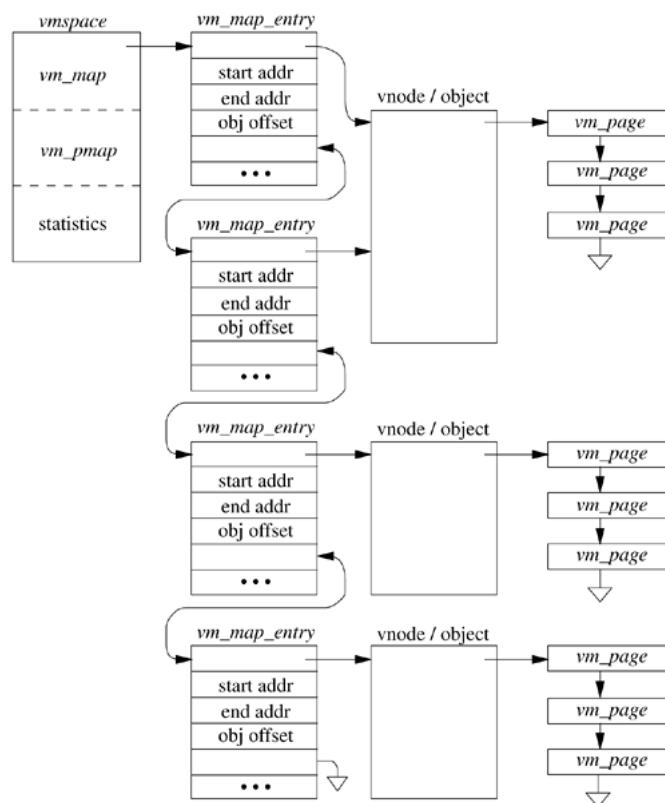 vmspace
vm_map
vm_pmap
statistics
vm_map_entry
start addr
end addr
obj offset
•••
vnode / object
vm_page
vm_page
vm_page
vm_map_entry
start addr
end addr
obj offset
•••
vm_map_entry
start addr
end addr
obj offset
•••
vnode / object
vm_page
vm_page
vm_page
vm_map_entry
start addr
end addr
obj offset
•••
vnode / object
vm_page
vm_page
vm_page